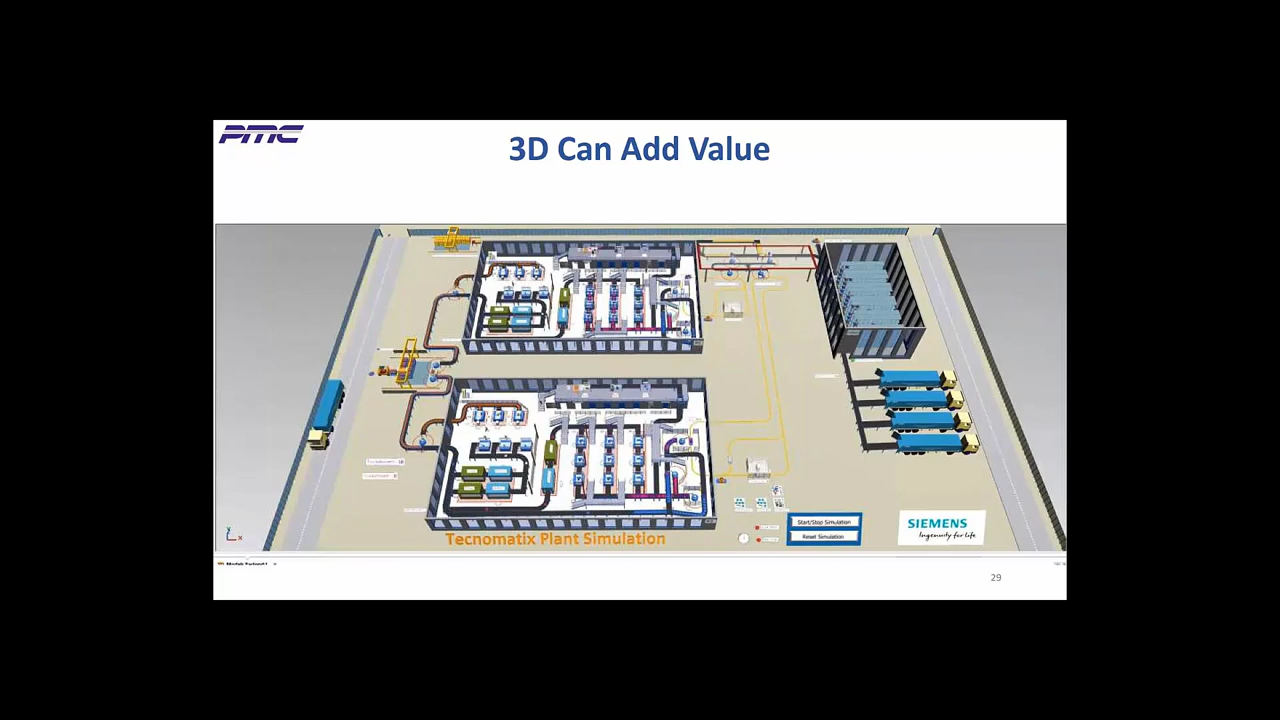 PMC
3D Can Add Value
Tecnomatix Plant Simulation
Start/Stop Simulation
Reset Simulation
SIEMENS
Ingenuity for life
29